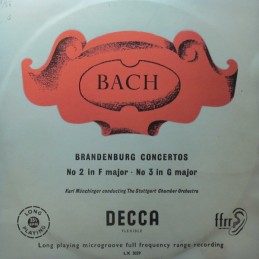 BACH
BRANDENBURG CONCERTOS
No 2 in F major · No 3 in G major
Karl Münchinger conducting The Stuttgart Chamber Orchestra
LONG
PLAYING
DECCA
ffrr
Long playing microgroove full frequency range recording